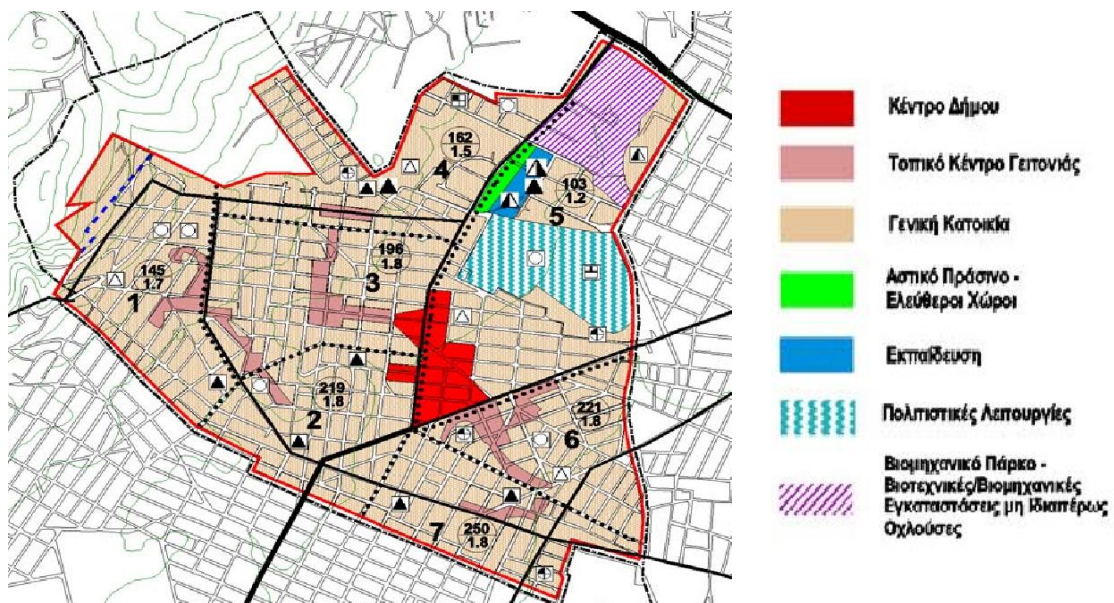 162
1.5
4
103
1.2
5
196
1.8
3
145
1.7
1
219
1.8
2
221
1.8
6
250
1.8
7
Κέντρο Δήμου
Τοπικό Κέντρο Γειτονιάς
Γενική Κατοικία
Αστικό Πράσινο -
Ελεύθεροι Χώροι
Εκπαίδευση
Πολιτιστικές Λειτουργίες
Βιομηχανικό Πάρκο -
Βιοτεχνικές/Βιομηχανικές
Εγκαταστάσεις μη Ιδιαιτέρως
Οχλούσες